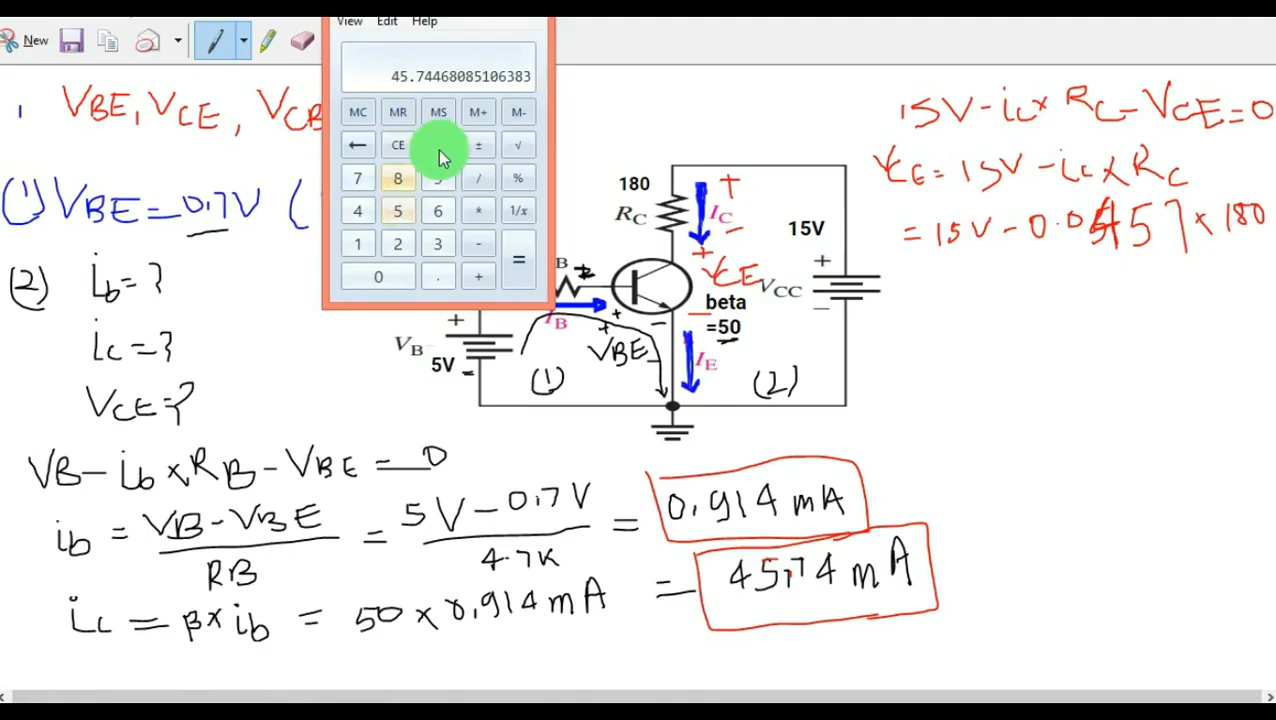 View Edit Help
New
45.74468085106383
MC MR MS M+ M-
← CE ± √
7 8 9 / %
4 5 6 * 1/x
1 2 3 - =
0 . +
1 VBE, VCE, VCB
(1) VBE = 0.7V (
(2) ib = ?
ic = ?
VCE = ?
180
RC
+
IC
-
15V
+
VCC
-
B
+
IB
+
VCE
-
beta
=50
+
VB
5V
+ -
+
VBE
IE
(1)
(2)
15V - ic × RC - VCE = 0
VCE = 15V - ic × RC
= 15V - 0.0457 × 180
VB - ib × RB - VBE = 0
ib = VB - VBE / RB = 5V - 0.7V / 4.7K = 0.914 mA
ic = β × ib = 50 × 0.914 mA = 45.74 mA